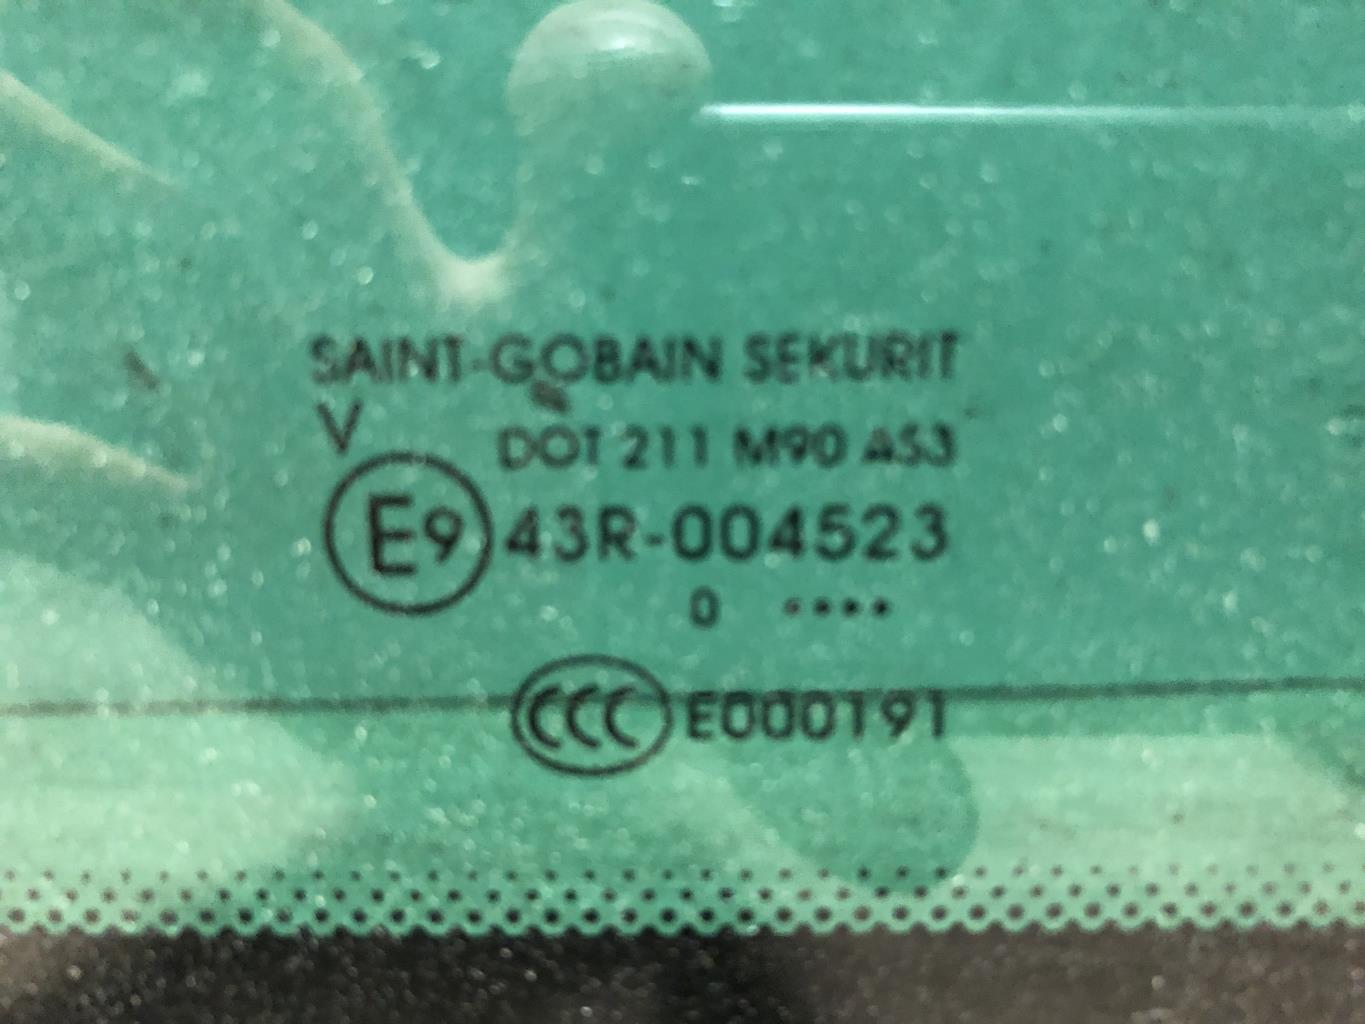 SAINT-GOBAIN SEKURIT
V DOT 211 M90 AS3
E9 43R-004523
0 ····
CCC E000191